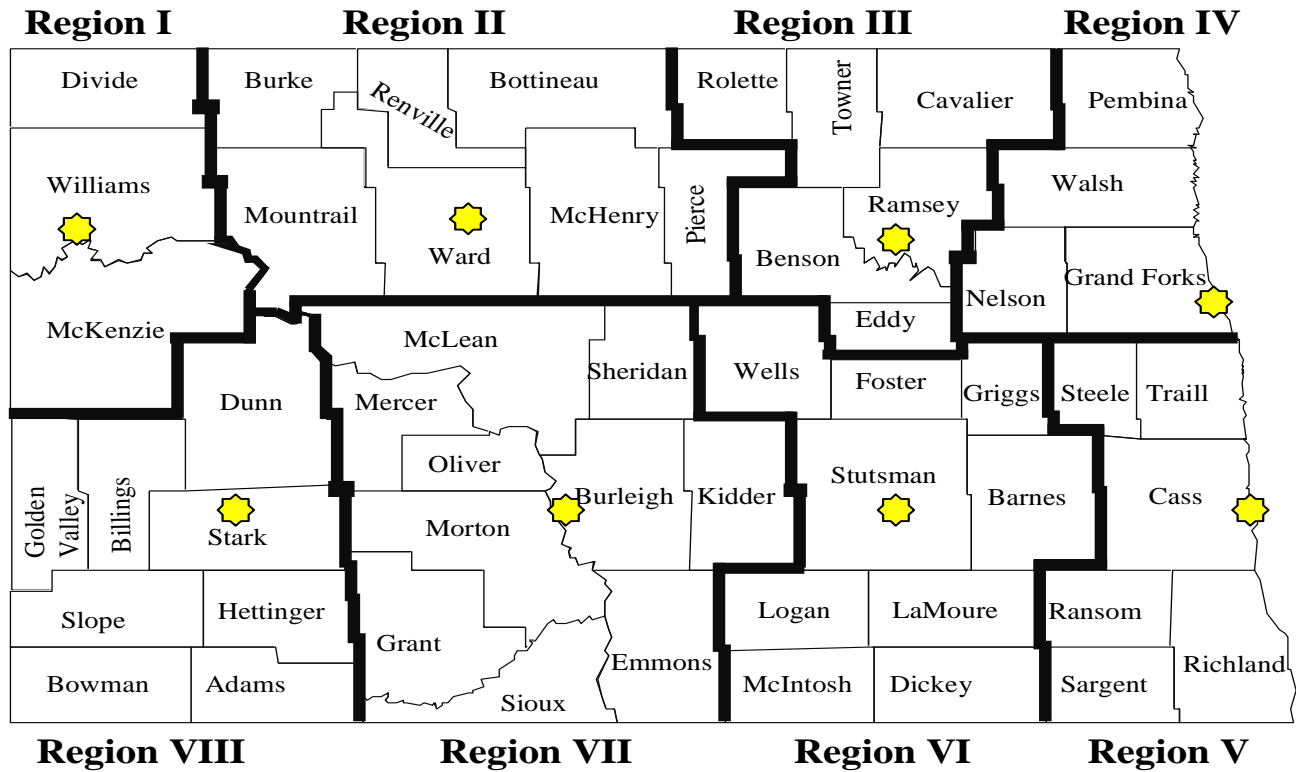 Region I
Region II
Region III
Region IV
Divide
Burke
Renville
Bottineau
Rolette
Towner
Cavalier
Pembina
Williams
Mountrail
Ward
McHenry
Pierce
Benson
Ramsey
Walsh
Nelson
Grand Forks
McKenzie
McLean
Sheridan
Wells
Eddy
Foster
Griggs
Steele
Traill
Dunn
Mercer
Oliver
Golden
Valley
Billings
Stark
Morton
Burleigh
Kidder
Stutsman
Barnes
Cass
Slope
Hettinger
Grant
Emmons
Logan
LaMoure
Ransom
Richland
Bowman
Adams
Sioux
McIntosh
Dickey
Sargent
Region VIII
Region VII
Region VI
Region V